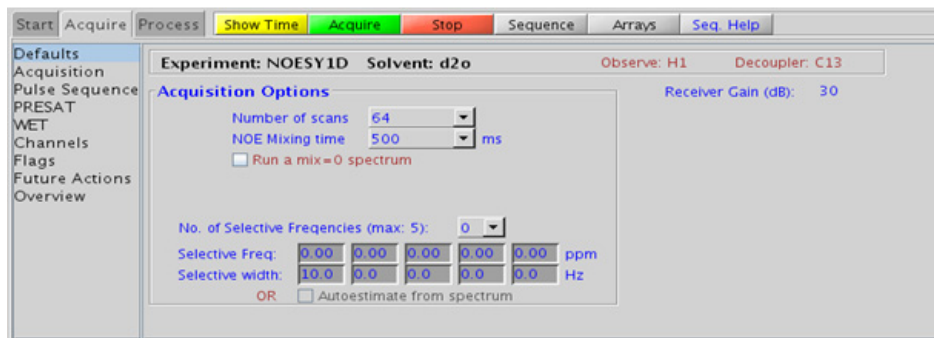 Start Acquire Process Show Time Acquire Stop Sequence Arrays Seq. Help
Defaults
Acquisition
Pulse Sequence
PRESAT
WET
Channels
Flags
Future Actions
Overview
Experiment: NOESY1D Solvent: d2o Observe: H1 Decoupler: C13
Acquisition Options Receiver Gain (dB): 30
Number of scans 64
NOE Mixing time 500 ms
Run a mix=0 spectrum
No. of Selective Freqencies (max: 5): 0
Selective Freq: 0.00 0.00 0.00 0.00 0.00 ppm
Selective width: 10.0 0.0 0.0 0.0 0.0 Hz
OR Autoestimate from spectrum